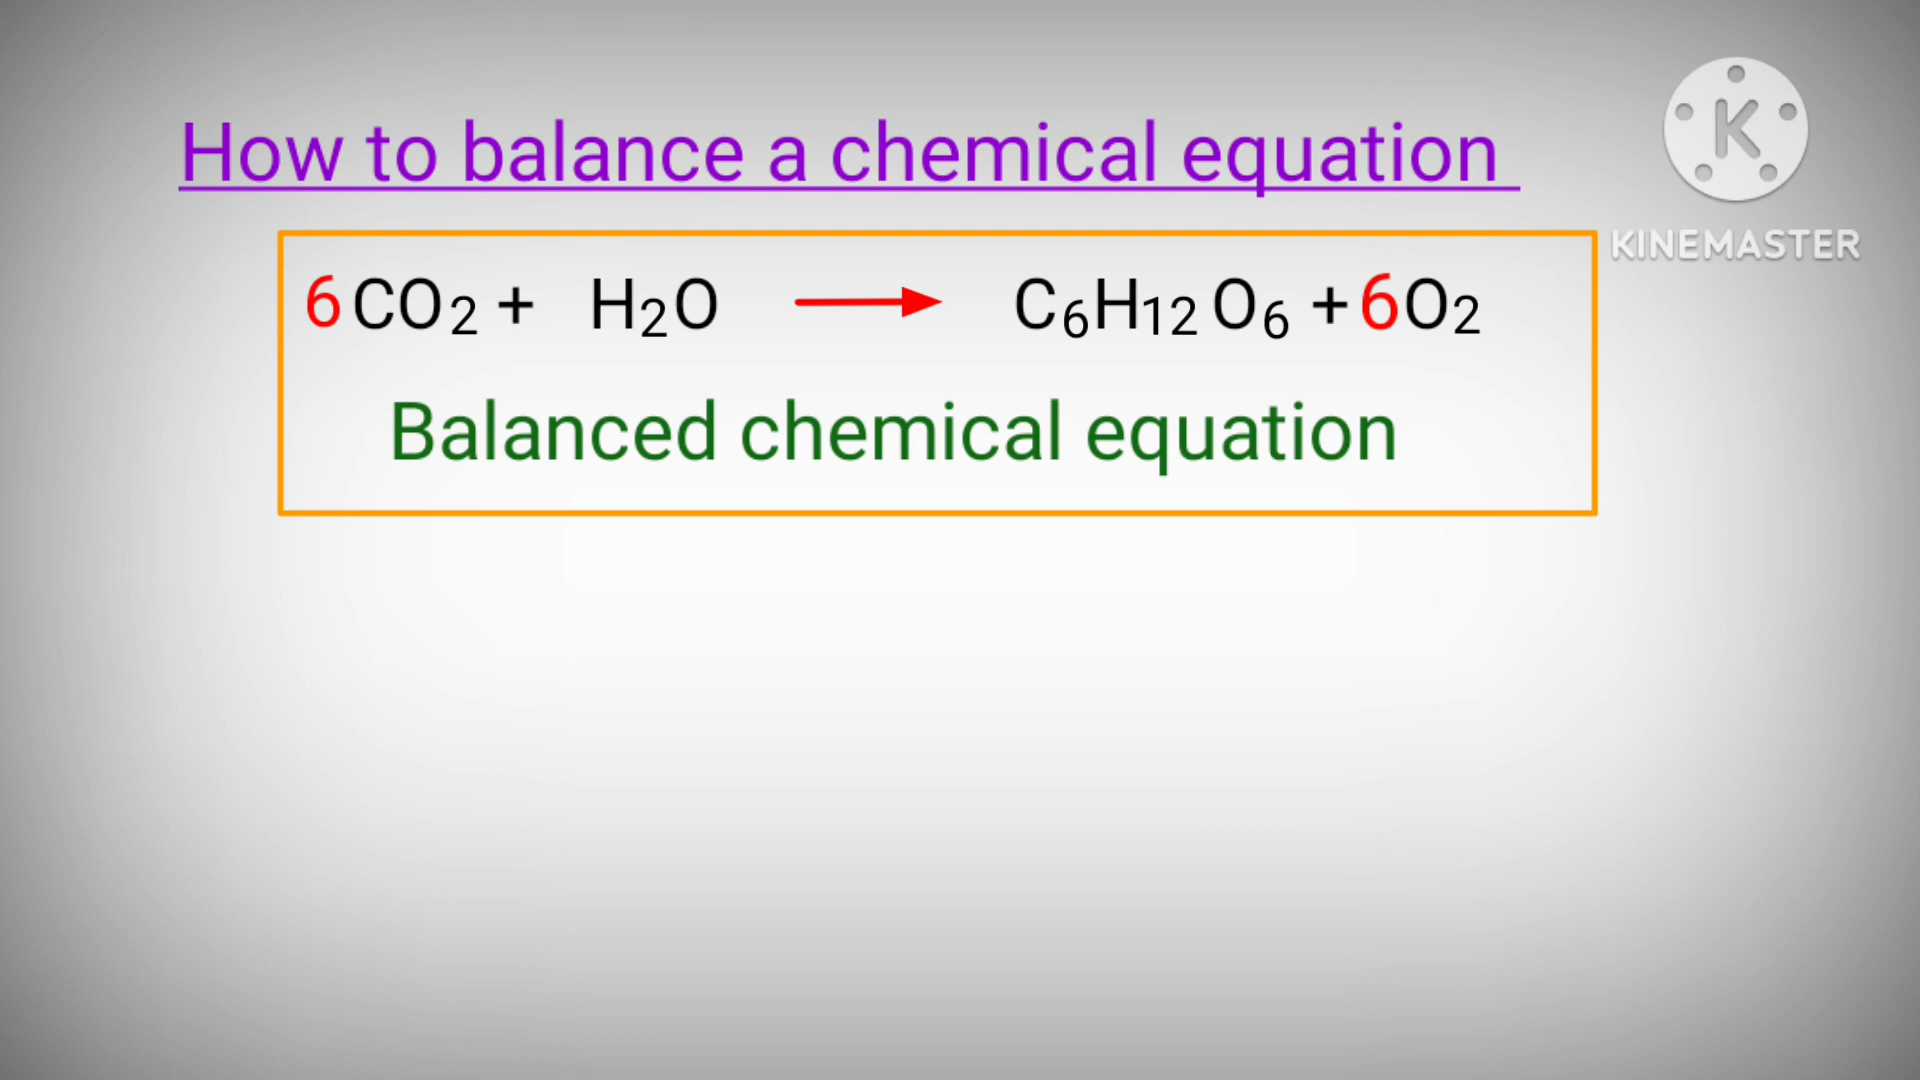 How to balance a chemical equation
K
KINEMASTER
6CO₂ + H₂O → C₆H₁₂O₆ +6O₂
Balanced chemical equation